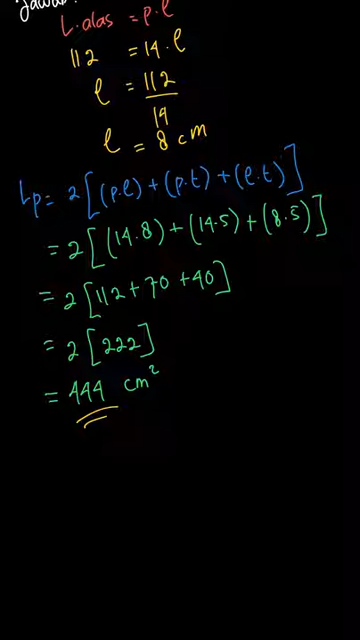 Jawab:
L.alas = p.l
112 = 14.l
l = 112/14
l = 8 cm
Lp = 2[(p.l)+(p.t)+(l.t)]
= 2[(14.8)+(14.5)+(8.5)]
= 2[112+70+40]
= 2[222]
= 444 cm²